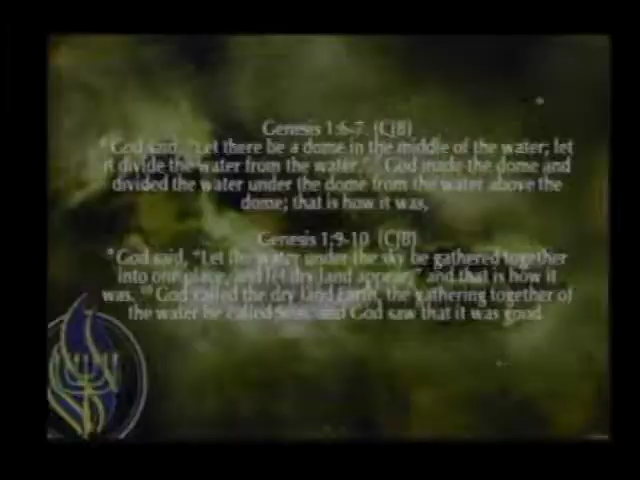 Genesis 1:6-7 (CJB)
"God said, "Let there be a dome in the middle of the water; let
it divide the water from the water." God made the dome and
divided the water under the dome from the water above the
dome; that is how it was,
Genesis 1:9-10 (CJB)
God said, "Let the water under the sky be gathered together
into one place, and let dry land appear," and that is how it
was. God called the dry land Earth, the gathering together of
the water he called Seas, and God saw that it was good.